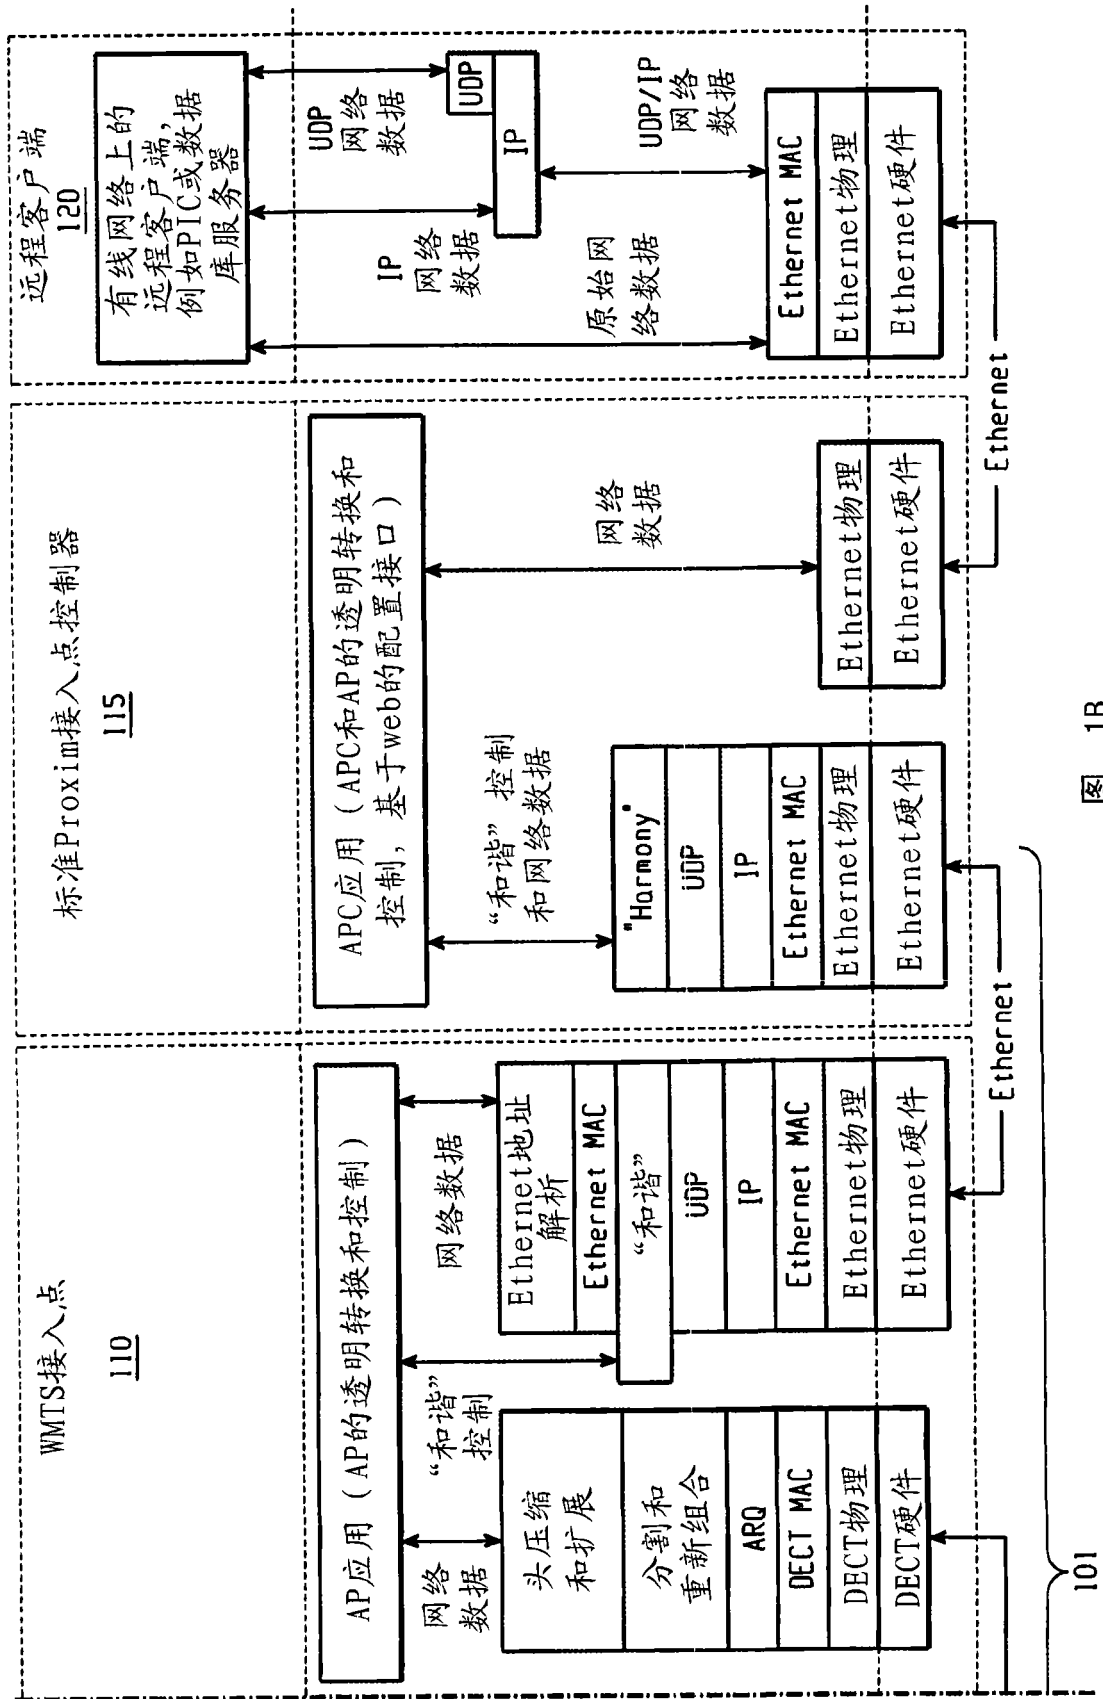 WMTS接入点
110
AP应用（AP的透明转换和控制）
网络
数据
“和谐”
控制
网络数据
头压缩
和扩展
分割和
重新组合
ARQ
DECT MAC
DECT物理
DECT硬件
Ethernet地址
解析
Ethernet MAC
“和谐”
UDP
IP
Ethernet MAC
Ethernet物理
Ethernet硬件
Ethernet
101
标准Proxim接入点控制器
115
APC应用（APC和AP的透明转换和
控制，基于web的配置接口）
“和谐”控制
和网络数据
网络
数据
"Harmony"
UDP
IP
Ethernet MAC
Ethernet物理
Ethernet硬件
Ethernet物理
Ethernet硬件
Ethernet
远程客户端
120
有线网络上的
远程客户端，
例如PIC或数据
库服务器
原始网
络数据
IP
网络
数据
UDP
网络
数据
UDP
IP
UDP/IP
网络
数据
Ethernet MAC
Ethernet物理
Ethernet硬件
图 1B